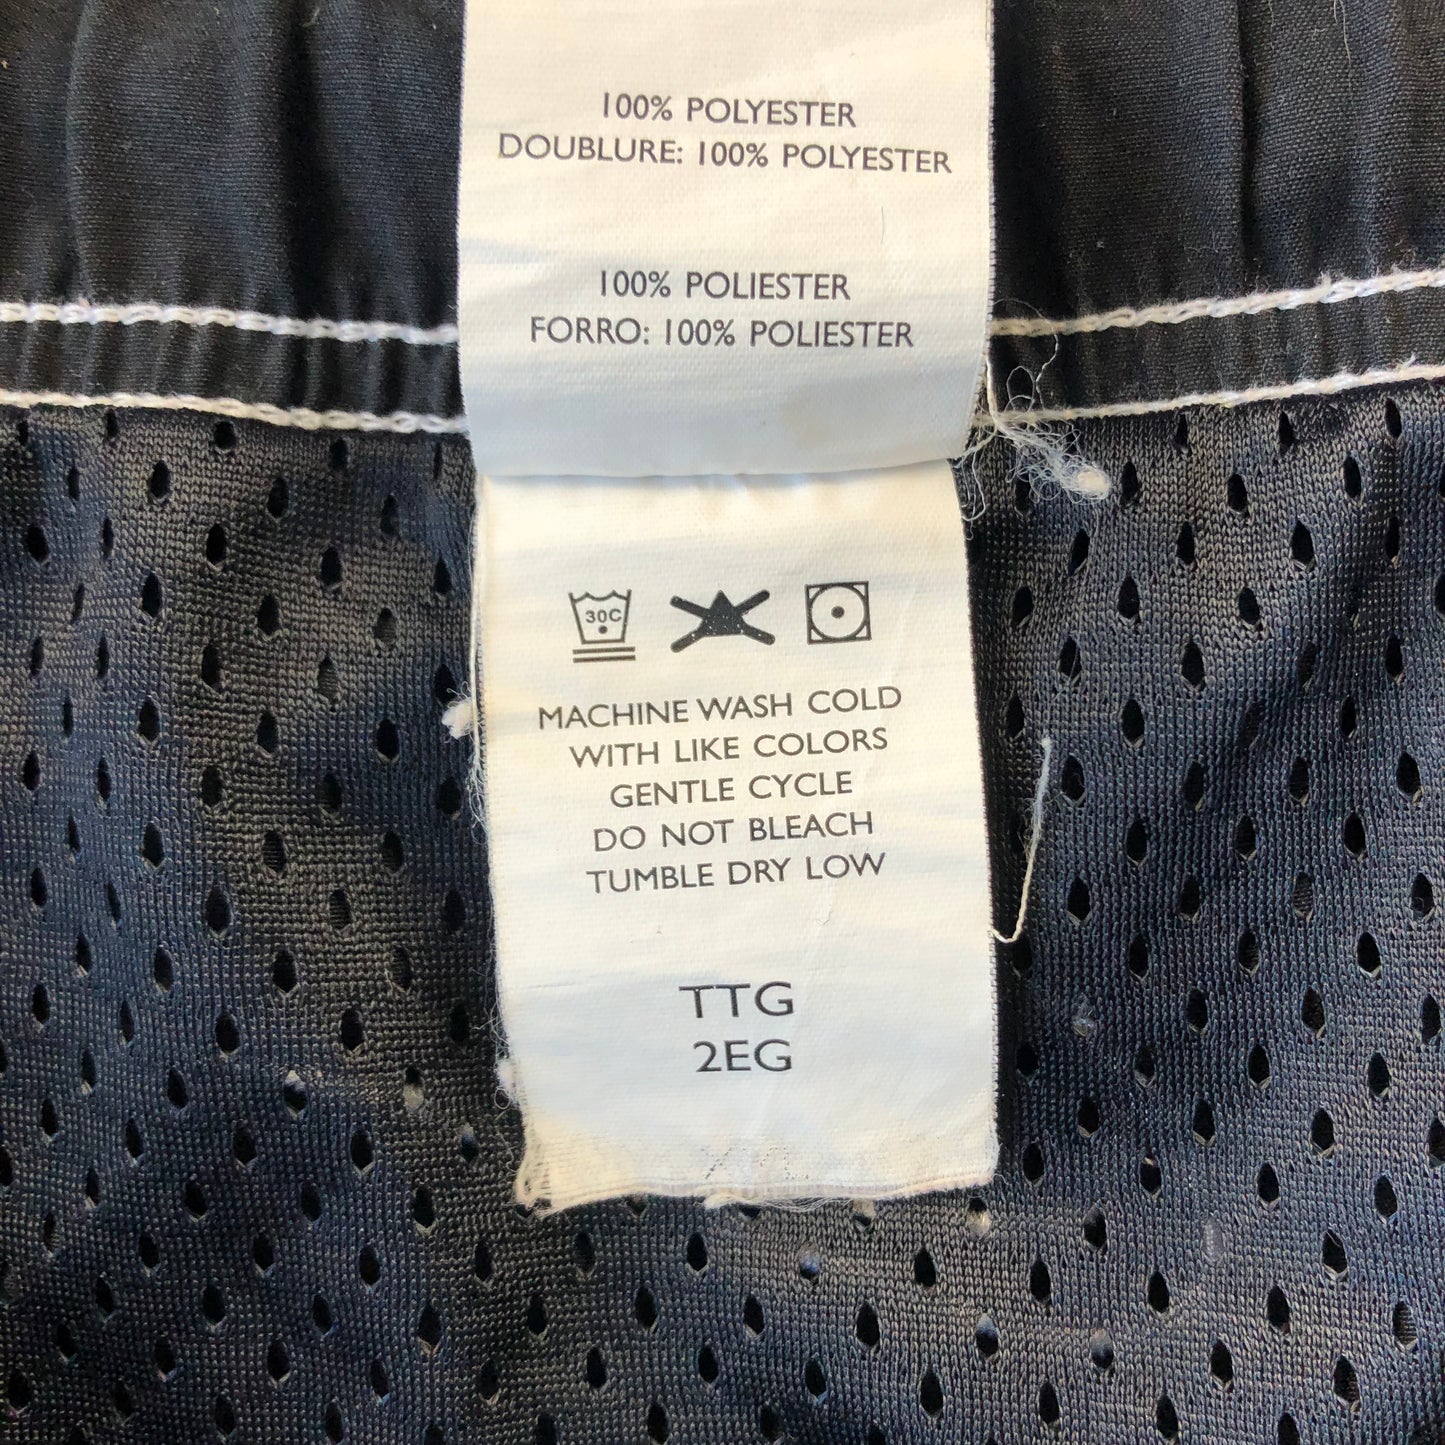 100% POLYESTER
DOUBLURE: 100% POLYESTER
100% POLIESTER
FORRO: 100% POLIESTER
30C
MACHINE WASH COLD
WITH LIKE COLORS
GENTLE CYCLE
DO NOT BLEACH
TUMBLE DRY LOW
TTG
2EG